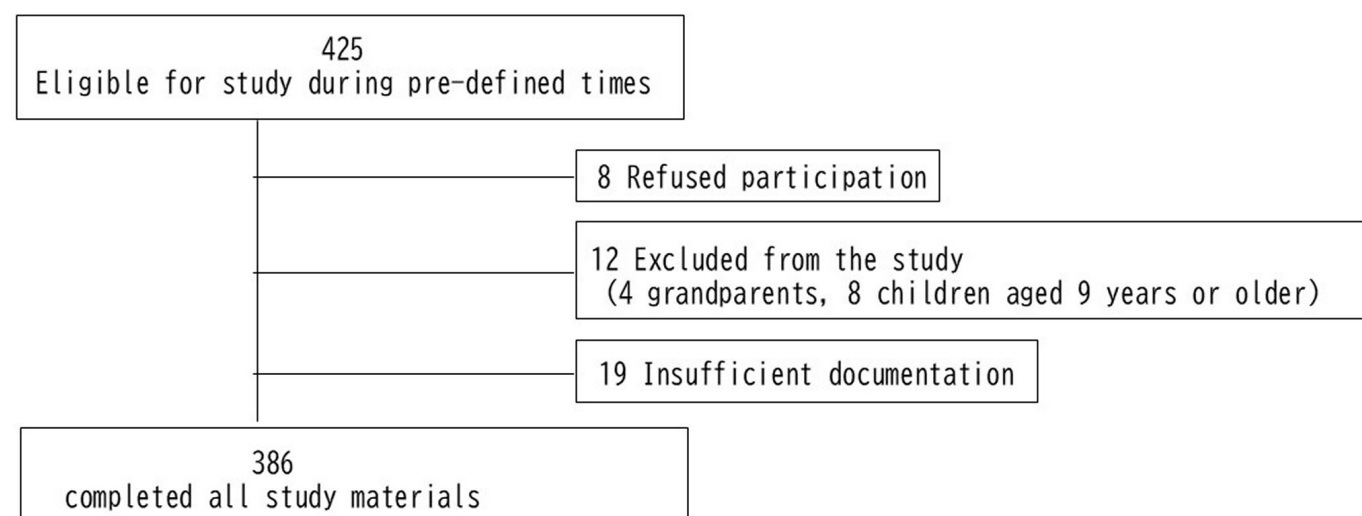 425
Eligible for study during pre-defined times
8 Refused participation
12 Excluded from the study
(4 grandparents, 8 children aged 9 years or older)
19 Insufficient documentation
386
completed all study materials